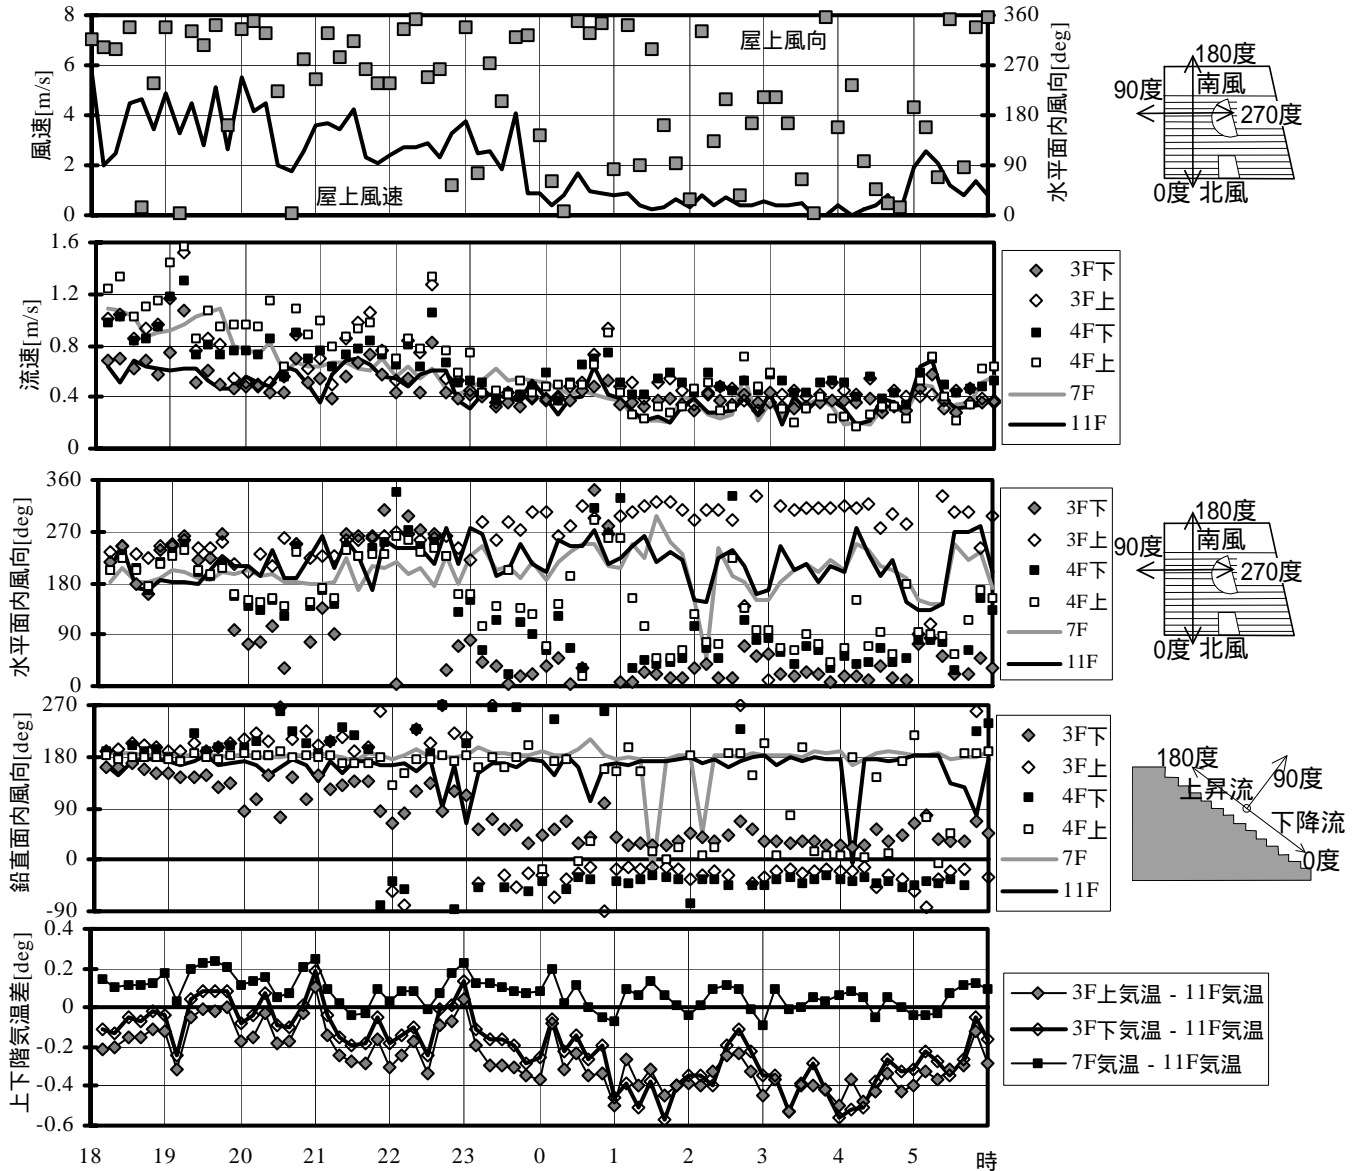 8
6
4
2
0
風速[m/s]
屋上風向
屋上風速
360
270
180
90
0
水平面内風向[deg]
180度
南風
90度
270度
0度 北風
1.6
1.2
0.8
0.4
0
流速[m/s]
3F下
3F上
4F下
4F上
7F
11F
360
270
180
90
0
水平面内風向[deg]
3F下
3F上
4F下
4F上
7F
11F
180度
南風
90度
270度
0度 北風
270
180
90
0
-90
鉛直面内風向[deg]
3F下
3F上
4F下
4F上
7F
11F
180度
上昇流
90度
下降流
0度
0.4
0.2
0
-0.2
-0.4
-0.6
上下階気温差[deg]
3F上気温 - 11F気温
3F下気温 - 11F気温
7F気温 - 11F気温
18 19 20 21 22 23 0 1 2 3 4 5 時